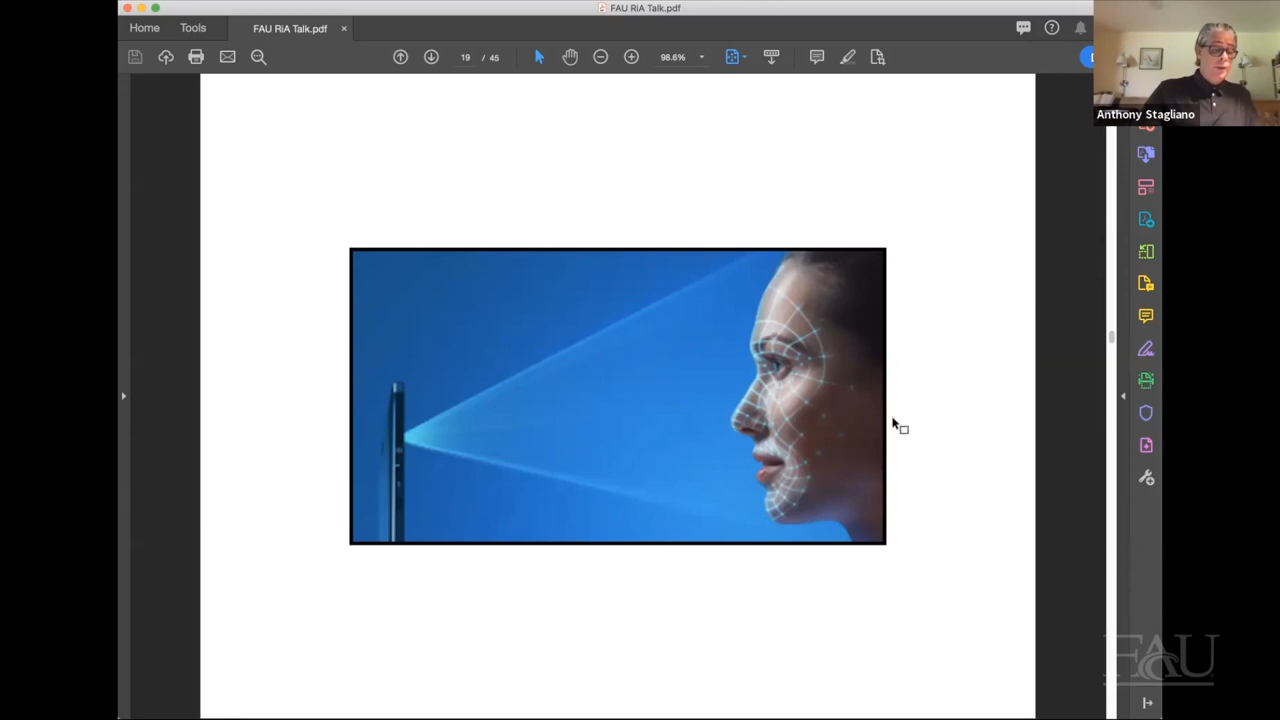 FAU RiA Talk.pdf
Home
Tools
FAU RiA Talk.pdf
19 / 45
98.6%
Anthony Stagliano
FAU